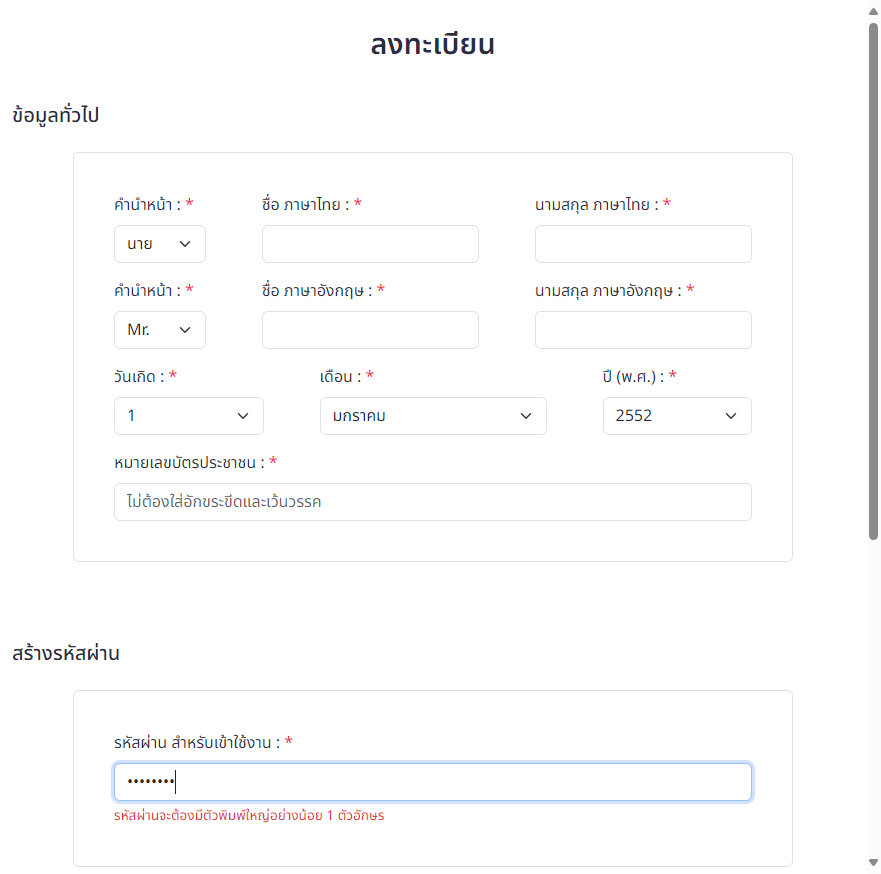 ลงทะเบียน
ข้อมูลทั่วไป
คำนำหน้า : * ชื่อ ภาษาไทย : * นามสกุล ภาษาไทย : *
นาย
คำนำหน้า : * ชื่อ ภาษาอังกฤษ : * นามสกุล ภาษาอังกฤษ : *
Mr.
วันเกิด : * เดือน : * ปี (พ.ศ.) : *
1 มกราคม 2552
หมายเลขบัตรประชาชน : *
ไม่ต้องใส่อักขระขีดและเว้นวรรค
สร้างรหัสผ่าน
รหัสผ่าน สำหรับเข้าใช้งาน : *
••••••••
รหัสผ่านจะต้องมีตัวพิมพ์ใหญ่อย่างน้อย 1 ตัวอักษร